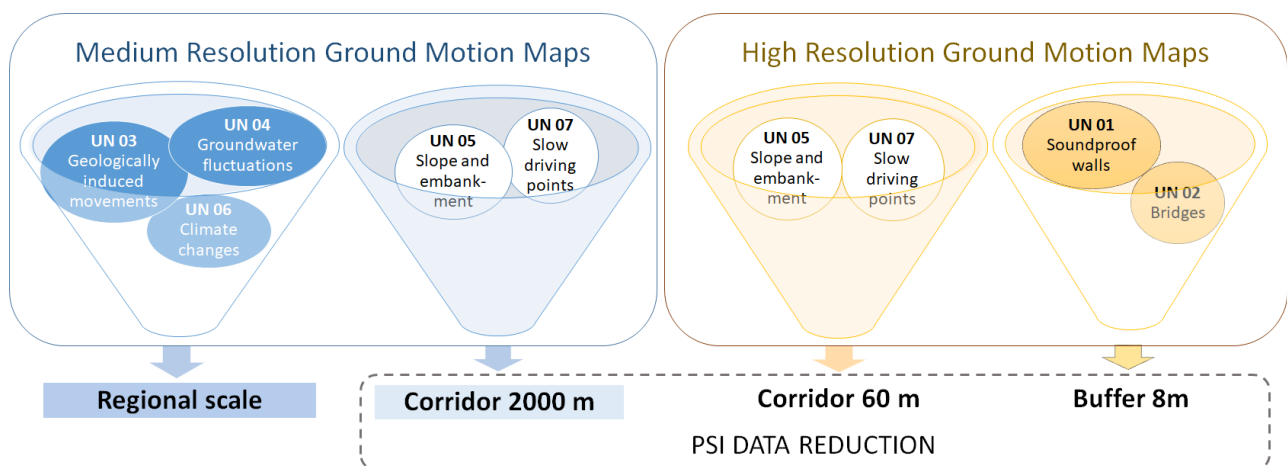 Medium Resolution Ground Motion Maps
UN 03
Geologically
induced
movements
UN 04
Groundwater
fluctuations
UN 06
Climate
changes
UN 05
Slope and
embank-
ment
UN 07
Slow
driving
points
High Resolution Ground Motion Maps
UN 05
Slope and
embank-
ment
UN 07
Slow
driving
points
UN 01
Soundproof
walls
UN 02
Bridges
Regional scale
Corridor 2000 m
Corridor 60 m
Buffer 8m
PSI DATA REDUCTION